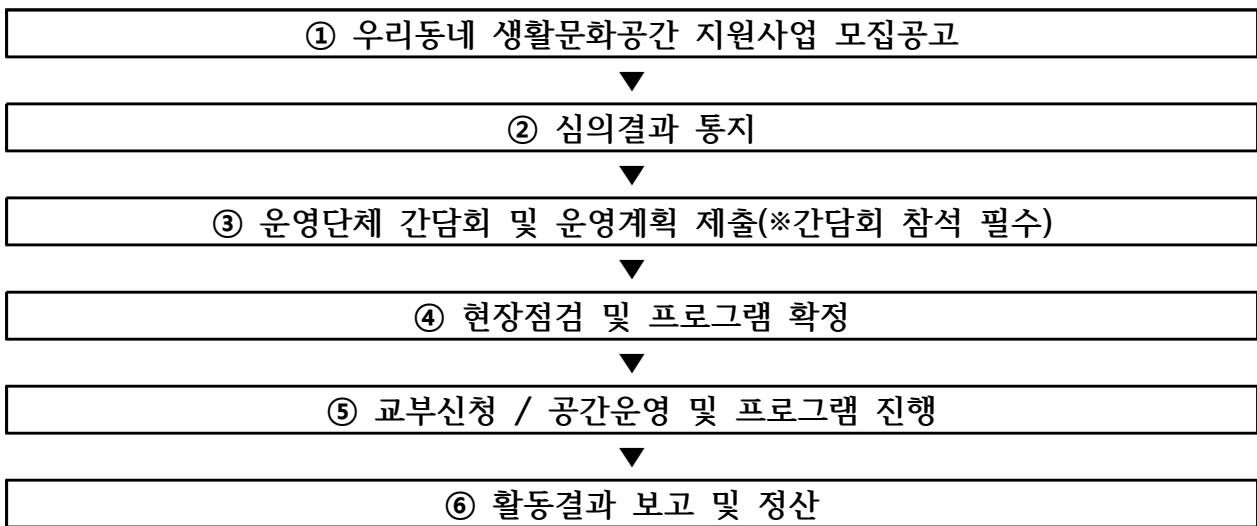 ① 우리동네 생활문화공간 지원사업 모집공고
▼
② 심의결과 통지
▼
③ 운영단체 간담회 및 운영계획 제출(※간담회 참석 필수)
▼
④ 현장점검 및 프로그램 확정
▼
⑤ 교부신청 / 공간운영 및 프로그램 진행
▼
⑥ 활동결과 보고 및 정산